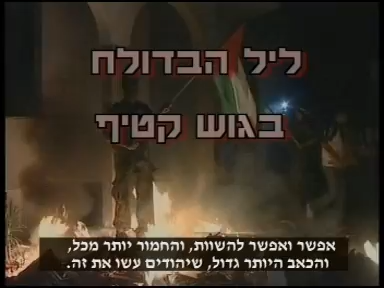 ליל הבדולח
בגוש קטיף
אפשר ואפשר להשוות, והחמור יותר מכל,
והכאב היותר גדול, שיהודים עשו את זה.